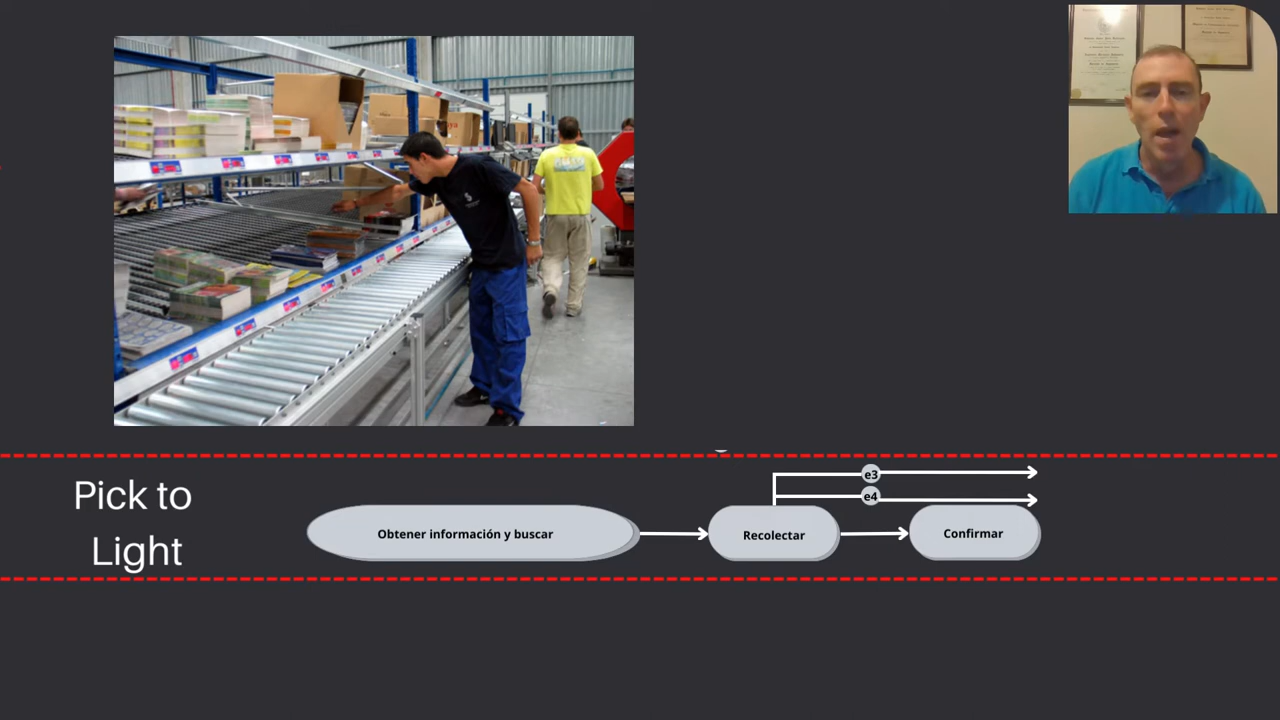 Pick to
Light
Obtener información y buscar
Recolectar
e3
e4
Confirmar